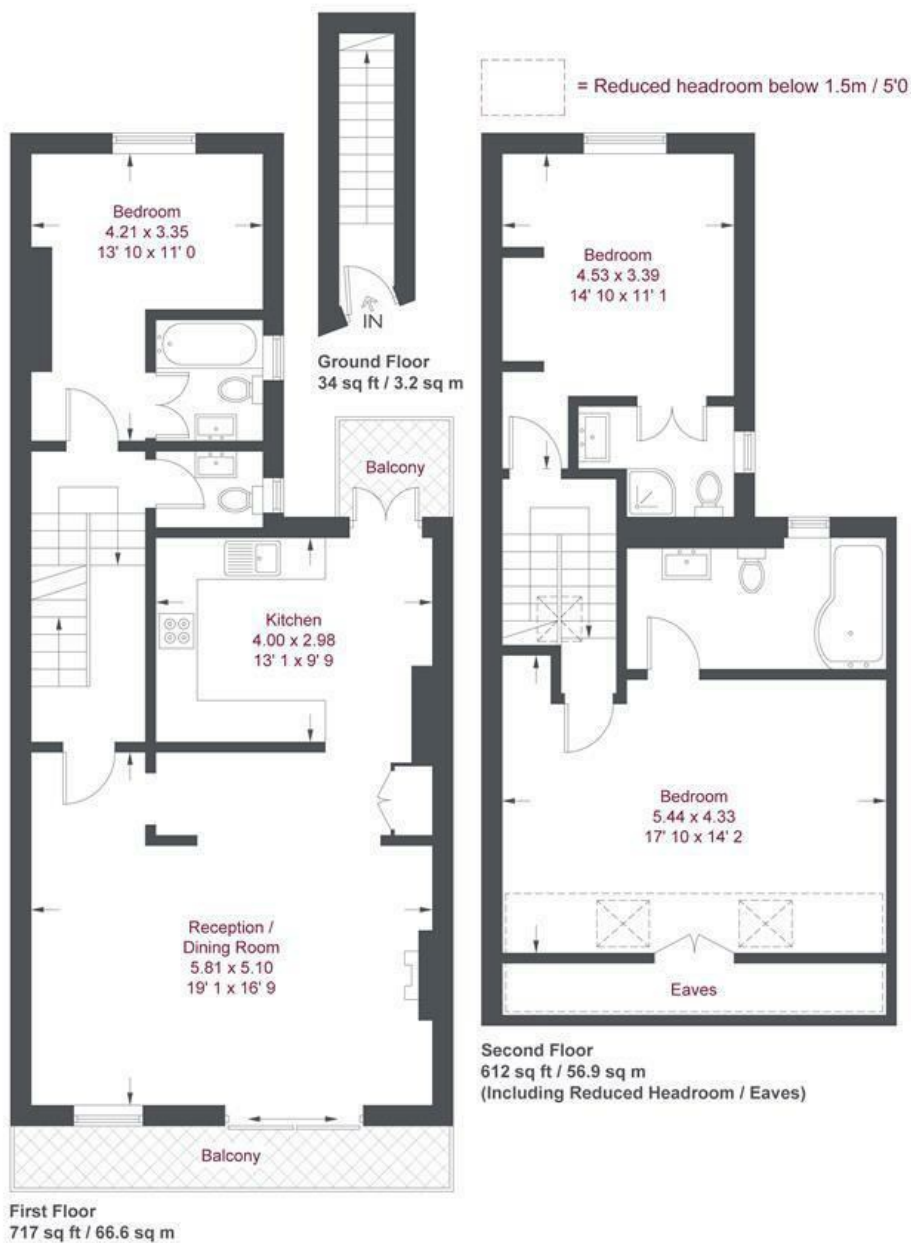 = Reduced headroom below 1.5m / 5'0
Bedroom
4.21 x 3.35
13' 10 x 11' 0
IN
Ground Floor
34 sq ft / 3.2 sq m
Balcony
Kitchen
4.00 x 2.98
13' 1 x 9' 9
Reception /
Dining Room
5.81 x 5.10
19' 1 x 16' 9
Balcony
First Floor
717 sq ft / 66.6 sq m
Bedroom
4.53 x 3.39
14' 10 x 11' 1
Bedroom
5.44 x 4.33
17' 10 x 14' 2
Eaves
Second Floor
612 sq ft / 56.9 sq m
(Including Reduced Headroom / Eaves)